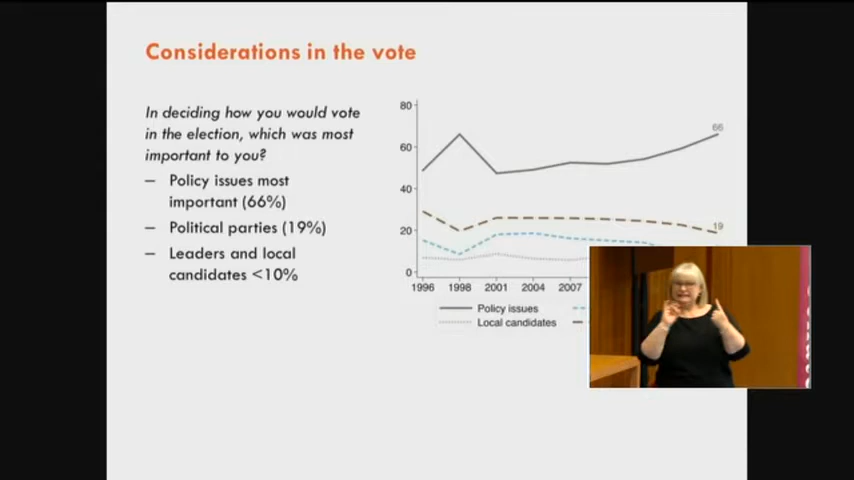 Considerations in the vote
In deciding how you would vote
in the election, which was most
important to you?
– Policy issues most
important (66%)
– Political parties (19%)
– Leaders and local
candidates <10%
80
60
40
20
0
66
19
1996 1998 2001 2004 2007
Policy issues
Local candidates